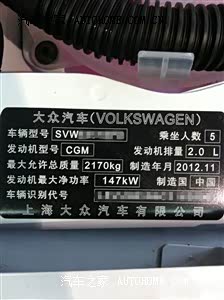 大众汽车(VOLKSWAGEN)
车辆型号 SVW 乘坐人数 5
发动机型号 CGM 发动机排量 2.0 L
最大允许总质量 2170kg 制造年月 2012.11
发动机最大净功率 147kW 制造国 中国
车辆识别代号
上海大众汽车有限公司
汽车之家 AUTOHOME.COM.CN